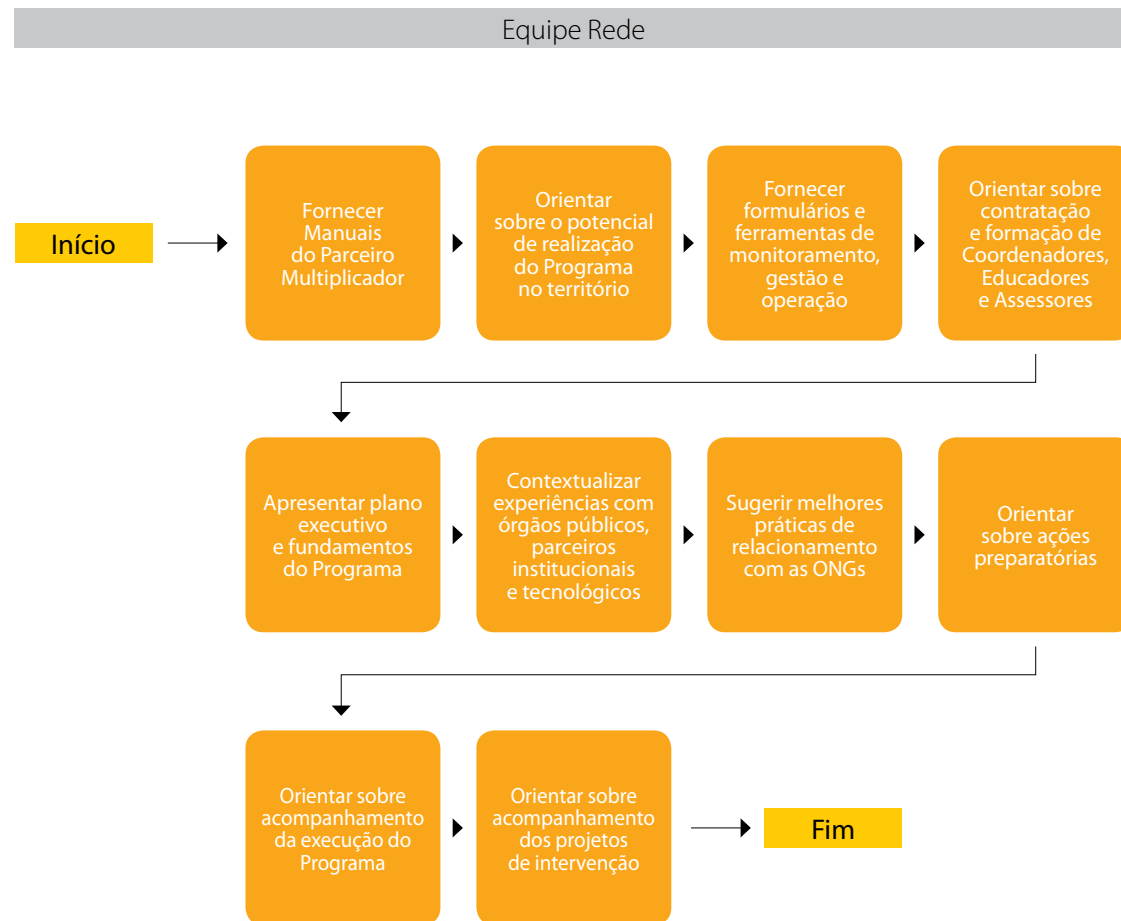 Equipe Rede
Início
Fornecer
Manuais
do Parceiro
Multiplicador
Orientar
sobre o potencial
de realização
do Programa
no território
Fornecer
formulários e
ferramentas de
monitoramento,
gestão e
operação
Orientar sobre
contratação
e formação de
Coordenadores,
Educadores
e Assessores
Apresentar plano
executivo
e fundamentos
do Programa
Contextualizar
experiências com
órgãos públicos,
parceiros
institucionais
e tecnológicos
Sugerir melhores
práticas de
relacionamento
com as ONGs
Orientar
sobre ações
preparatórias
Orientar sobre
acompanhamento
da execução do
Programa
Orientar sobre
acompanhamento
dos projetos
de intervenção
Fim